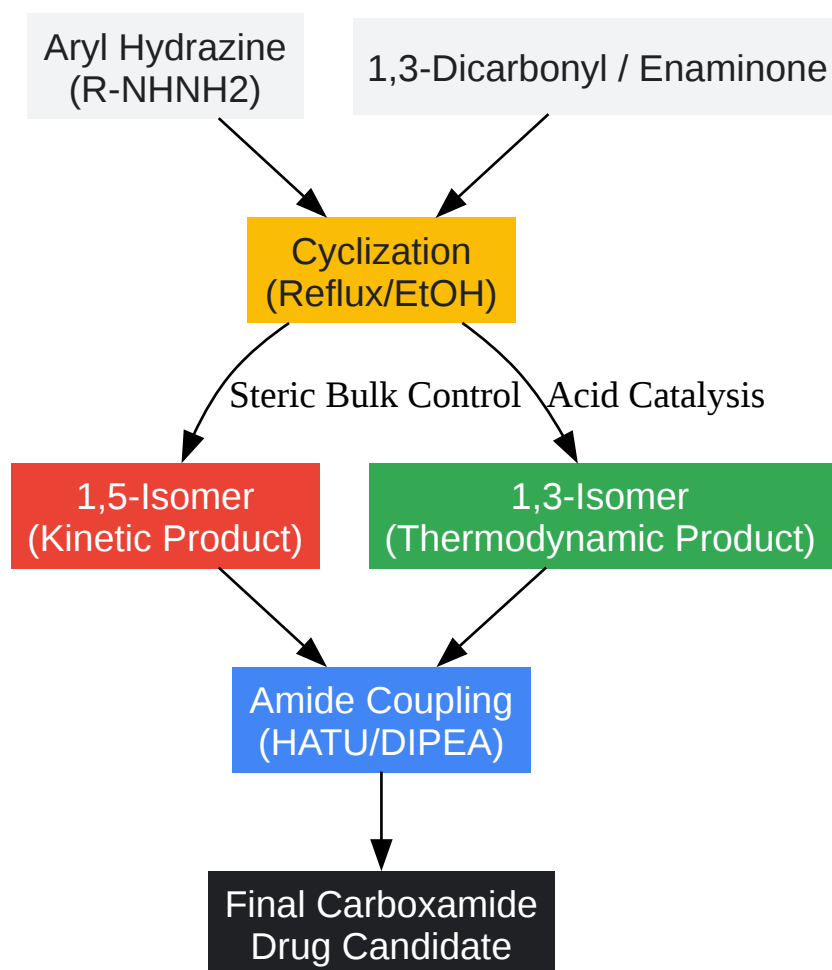 Aryl Hydrazine
(R-NHNH2)
1,3-Dicarbonyl / Enaminone
Cyclization
(Reflux/EtOH)
Steric Bulk Control
Acid Catalysis
1,5-Isomer
(Kinetic Product)
1,3-Isomer
(Thermodynamic Product)
Amide Coupling
(HATU/DIPEA)
Final Carboxamide
Drug Candidate